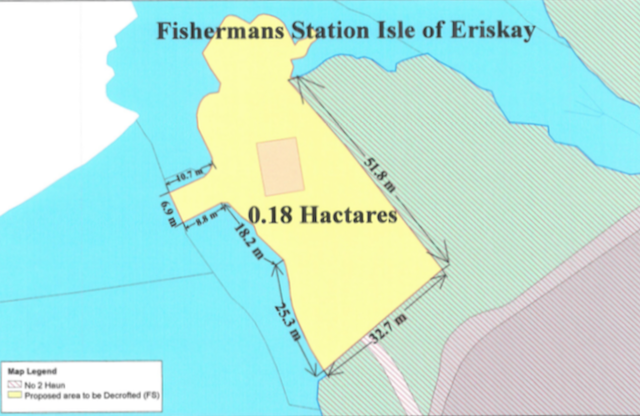 Fishermans Station Isle of Eriskay
51.8 m
10.7 m
6.9 m
8.8 m
0.18 Hactares
18.2 m
25.3 m
32.7 m
Map Legend
No 2 Haun
Proposed area to be Decrofted (FS)